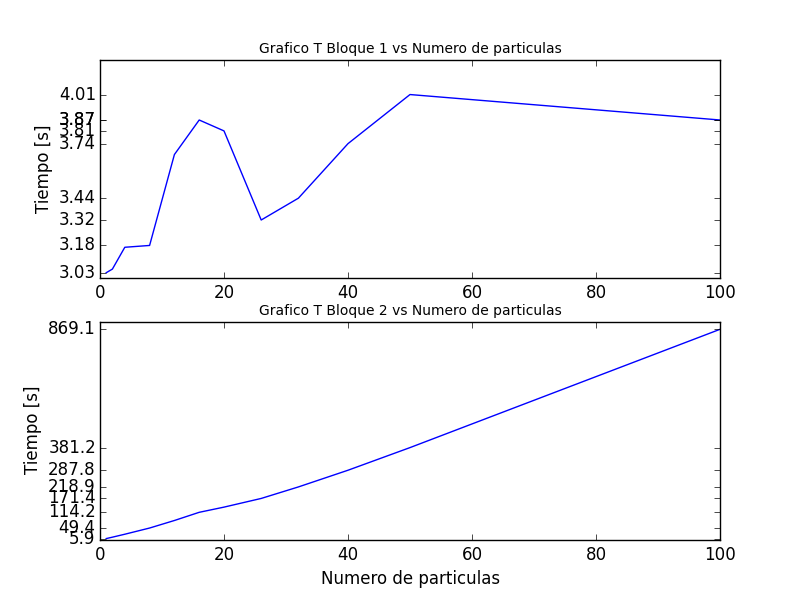 Grafico T Bloque 1 vs Numero de particulas
Tiempo [s]
4.01
3.87
3.81
3.74
3.44
3.32
3.18
3.03
0 20 40 60 80 100
Grafico T Bloque 2 vs Numero de particulas
Tiempo [s]
869.1
381.2
287.8
218.9
171.4
114.2
49.4
5.9
0 20 40 60 80 100
Numero de particulas